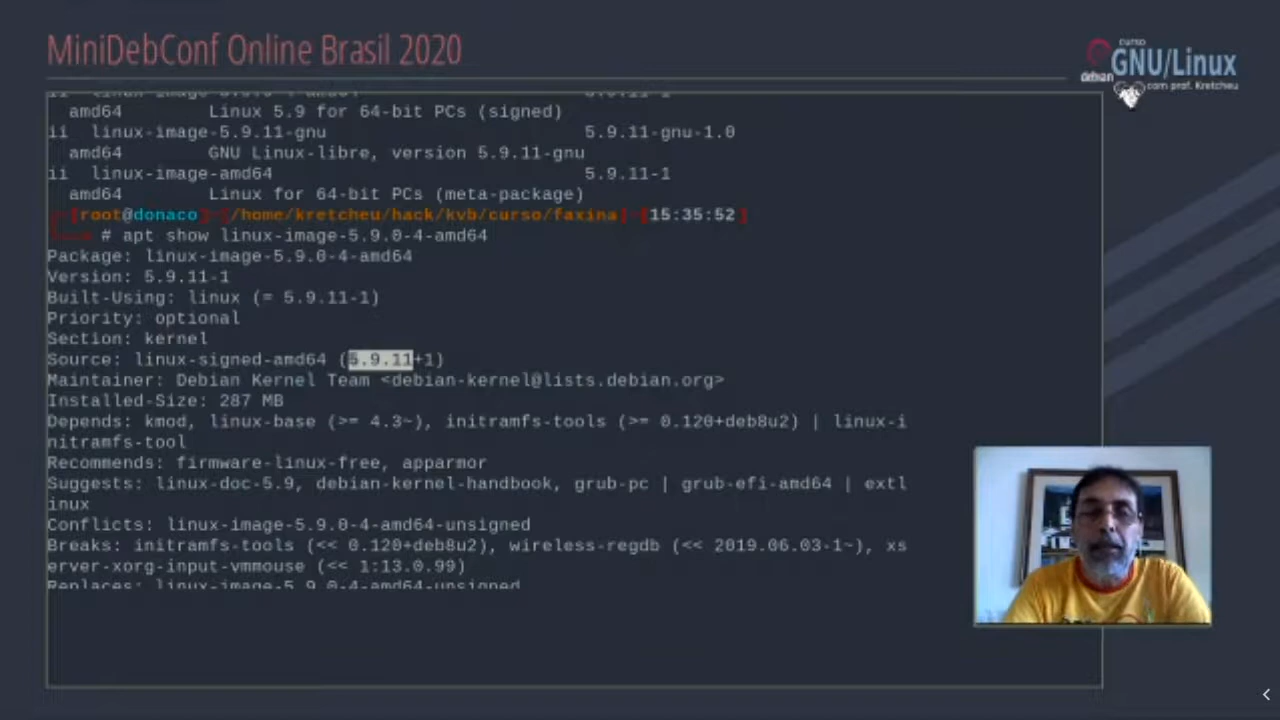 MiniDebConf Online Brasil 2020
curso
debian GNU/Linux
com prof. Kretcheu
amd64 Linux 5.9 for 64-bit PCs (signed)
ii linux-image-5.9.11-gnu 5.9.11-gnu-1.0
amd64 GNU Linux-libre, version 5.9.11-gnu
ii linux-image-amd64 5.9.11-1
amd64 Linux for 64-bit PCs (meta-package)
[root@donaco]-[/home/kretcheu/hack/kvb/curso/faxina]-[15:35:52]
# apt show linux-image-5.9.0-4-amd64
Package: linux-image-5.9.0-4-amd64
Version: 5.9.11-1
Built-Using: linux (= 5.9.11-1)
Priority: optional
Section: kernel
Source: linux-signed-amd64 (5.9.11+1)
Maintainer: Debian Kernel Team <debian-kernel@lists.debian.org>
Installed-Size: 287 MB
Depends: kmod, linux-base (>= 4.3~), initramfs-tools (>= 0.120+deb8u2) | linux-i
nitramfs-tool
Recommends: firmware-linux-free, apparmor
Suggests: linux-doc-5.9, debian-kernel-handbook, grub-pc | grub-efi-amd64 | extl
inux
Conflicts: linux-image-5.9.0-4-amd64-unsigned
Breaks: initramfs-tools (<< 0.120+deb8u2), wireless-regdb (<< 2019.06.03-1~), xs
erver-xorg-input-vmmouse (<< 1:13.0.99)
Replaces: linux-image-5.9.0-4-amd64-unsigned